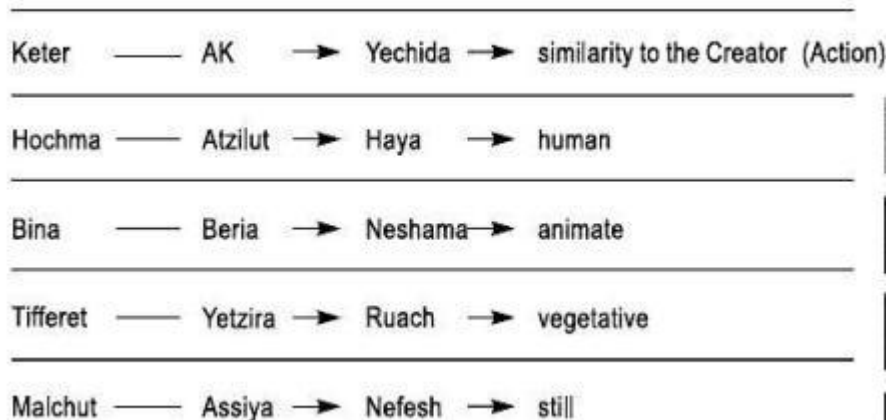 Keter AK Yechida similarity to the Creator (Action)
Hochma Atzilut Haya human
Bina Beria Neshama animate
Tifferet Yetzira Ruach vegetative
Malchut Assiya Nefesh still